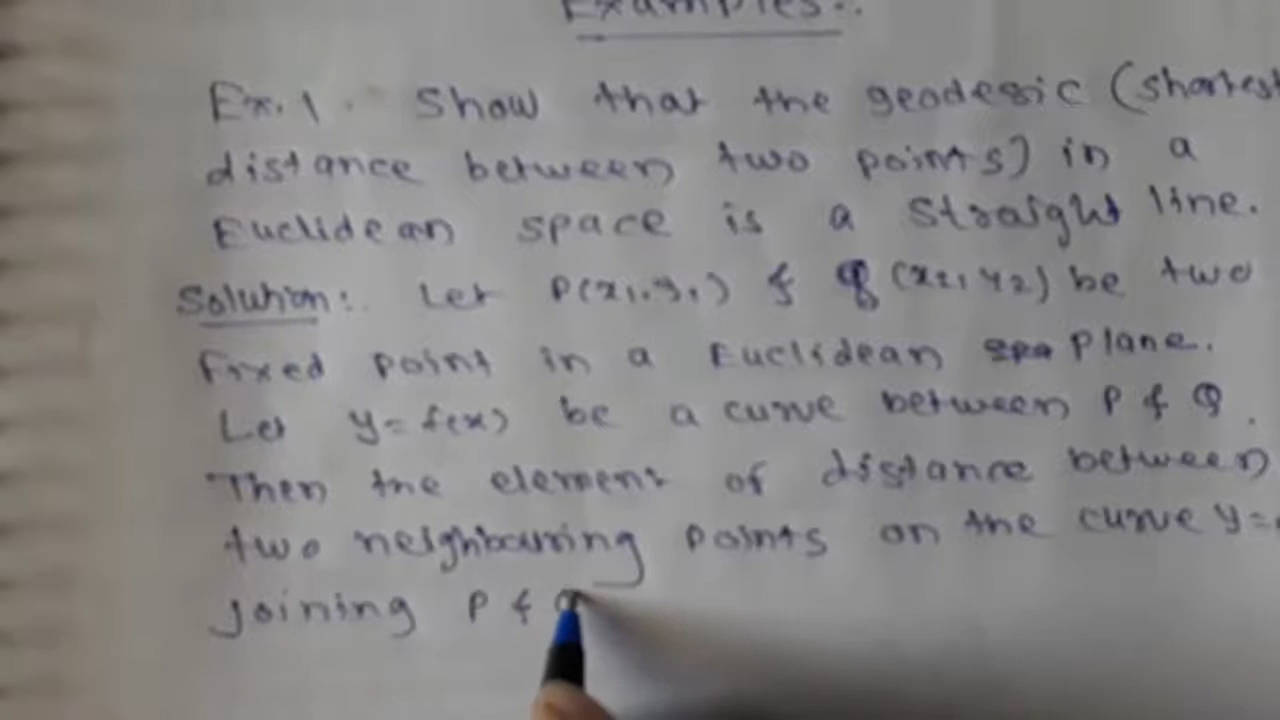 Examples:.
Ex. 1. Show that the geodesic (shortest
distance between two points) in a
Euclidean space is a straight line.
Solution:. Let P(x1, y1) & Q (x2, y2) be two
fixed point in a Euclidean plane.
Let y = f(x) be a curve between P & Q.
Then the element of distance between
two neighbouring points on the curve y=
joining P & Q